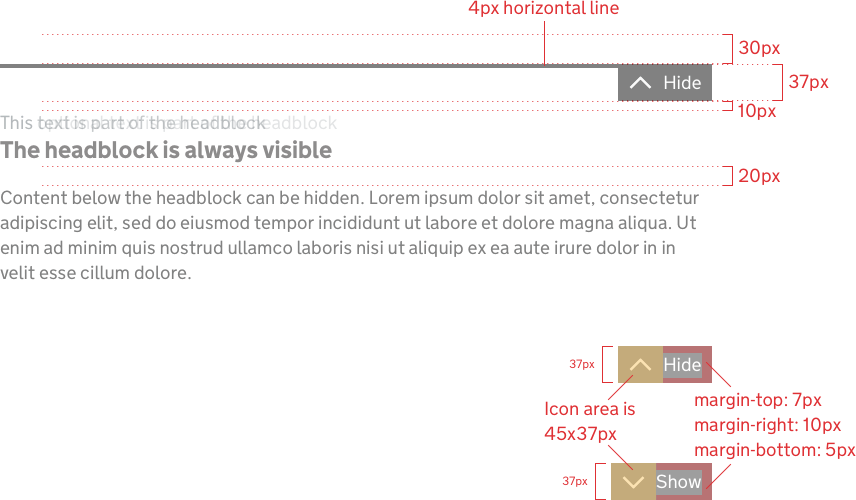 4px horizontal line
30px
Hide
37px
10px
This text is part of the headblock
The headblock is always visible
20px
Content below the headblock can be hidden. Lorem ipsum dolor sit amet, consectetur
adipiscing elit, sed do eiusmod tempor incididunt ut labore et dolore magna aliqua. Ut
enim ad minim quis nostrud ullamco laboris nisi ut aliquip ex ea aute irure dolor in in
velit esse cillum dolore.
37px
Hide
Icon area is
45x37px
margin-top: 7px
margin-right: 10px
margin-bottom: 5px
37px
Show